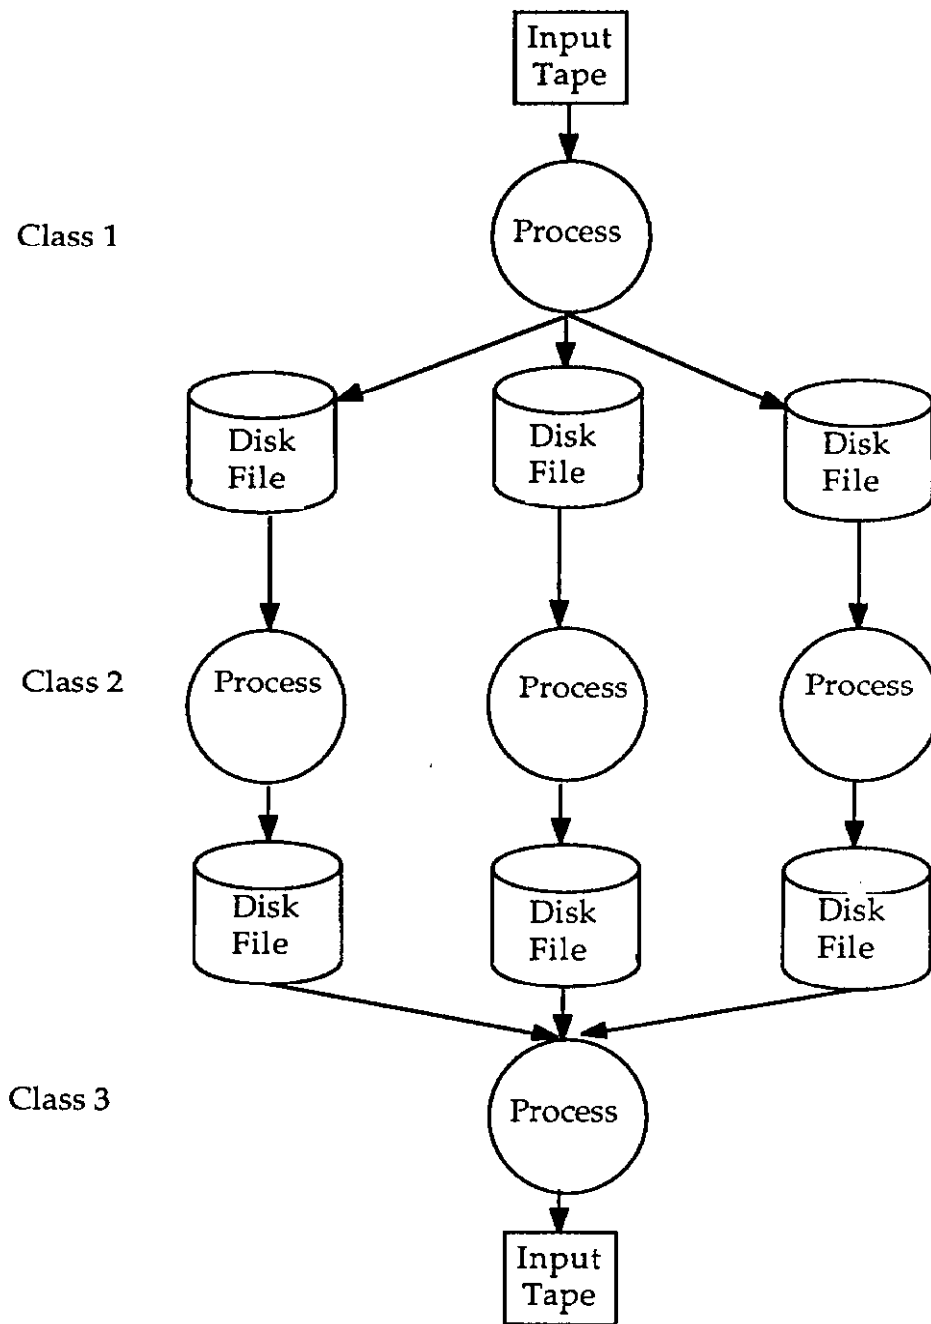 Input
Tape
Class 1
Process
Disk
File
Disk
File
Disk
File
Class 2
Process
Process
Process
Disk
File
Disk
File
Disk
File
Class 3
Process
Input
Tape